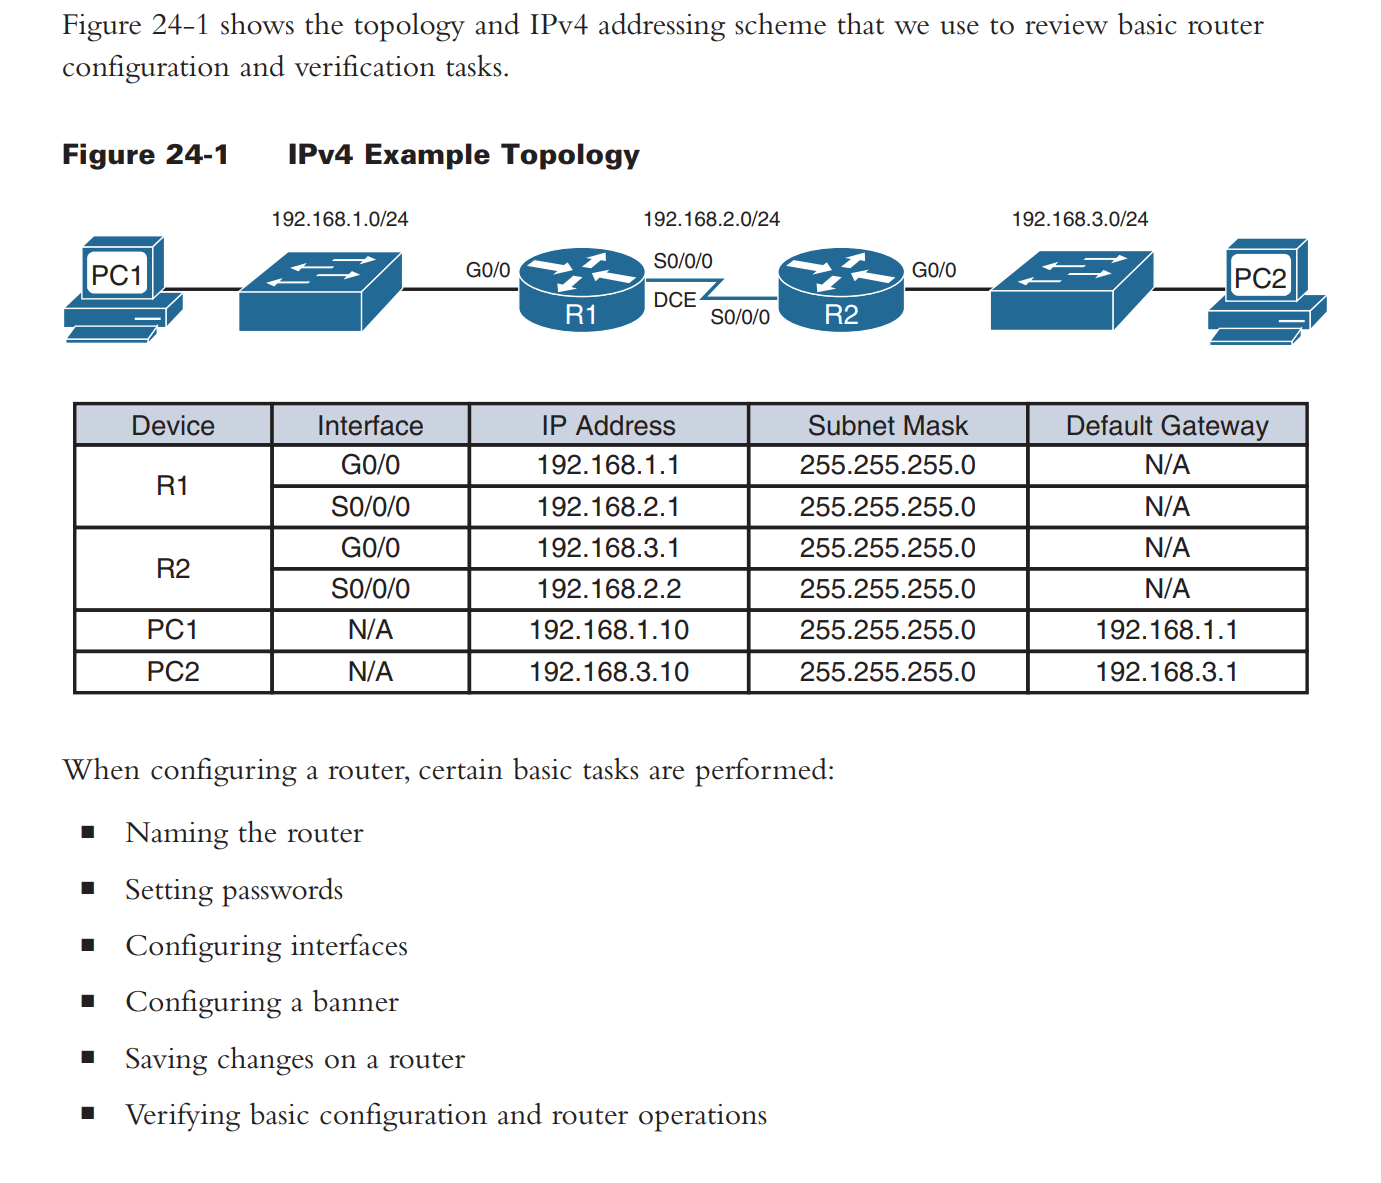 Figure 24-1 shows the topology and IPv4 addressing scheme that we use to review basic router
configuration and verification tasks.
Figure 24-1 IPv4 Example Topology
192.168.1.0/24 192.168.2.0/24 192.168.3.0/24
PC1 G0/0 S0/0/0 G0/0 PC2
DCE
R1 S0/0/0 R2
Device Interface IP Address Subnet Mask Default Gateway
R1 G0/0 192.168.1.1 255.255.255.0 N/A
S0/0/0 192.168.2.1 255.255.255.0 N/A
R2 G0/0 192.168.3.1 255.255.255.0 N/A
S0/0/0 192.168.2.2 255.255.255.0 N/A
PC1 N/A 192.168.1.10 255.255.255.0 192.168.1.1
PC2 N/A 192.168.3.10 255.255.255.0 192.168.3.1
When configuring a router, certain basic tasks are performed:
■ Naming the router
■ Setting passwords
■ Configuring interfaces
■ Configuring a banner
■ Saving changes on a router
■ Verifying basic configuration and router operations